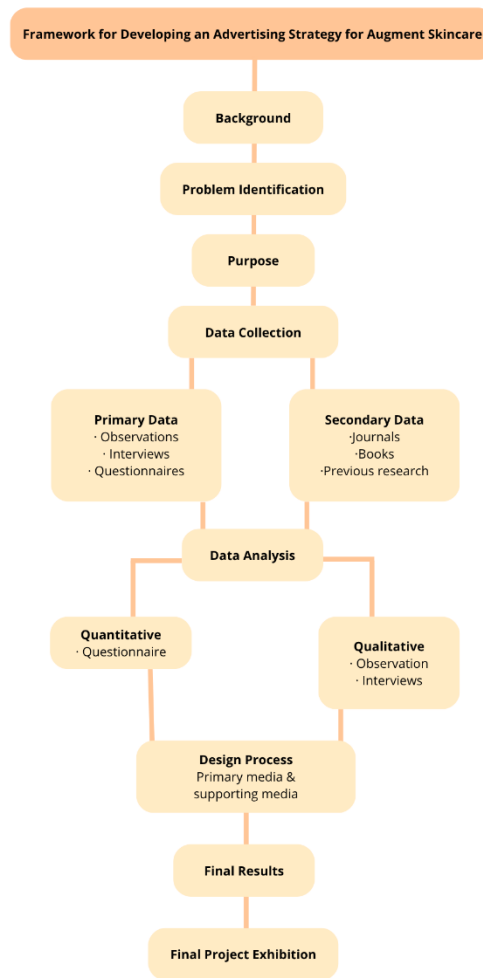 Framework for Developing an Advertising Strategy for Augment Skincare
Background
Problem Identification
Purpose
Data Collection
Primary Data
· Observations
· Interviews
· Questionnaires
Secondary Data
·Journals
·Books
·Previous research
Data Analysis
Quantitative
· Questionnaire
Qualitative
· Observation
· Interviews
Design Process
Primary media &
supporting media
Final Results
Final Project Exhibition